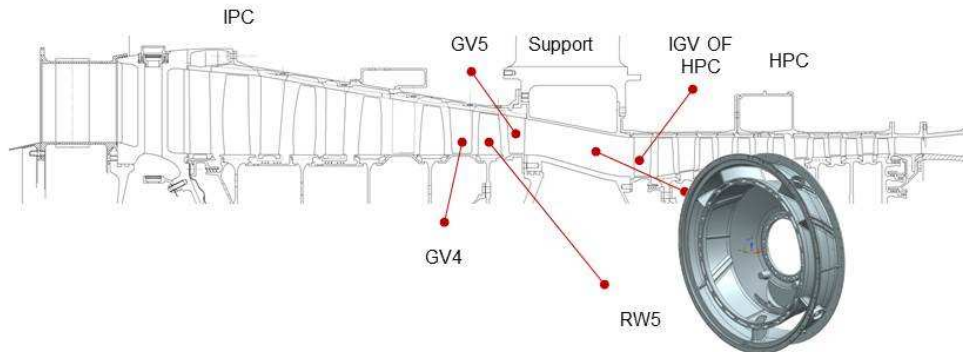 IPC
GV5
Support
IGV OF
HPC
HPC
GV4
RW5